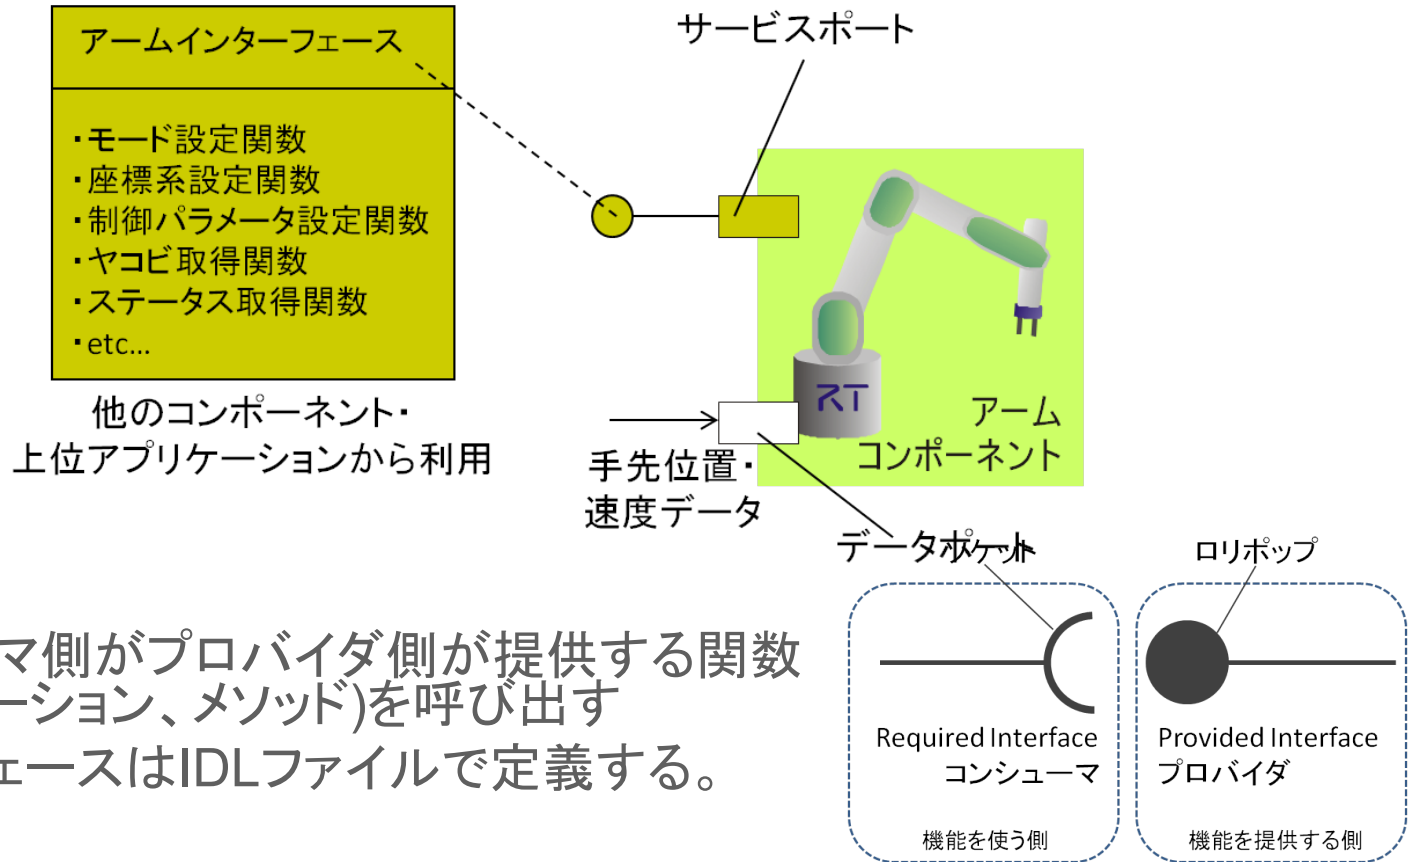 アームインターフェース
・モード設定関数
・座標系設定関数
・制御パラメータ設定関数
・ヤコビ取得関数
・ステータス取得関数
・etc...
他のコンポーネント・
上位アプリケーションから利用
サービスポート
RT
アーム
コンポーネント
手先位置・
速度データ
データポート
ソケット
ロリポップ
マ側がプロバイダ側が提供する関数
ーション、メソッド)を呼び出す
ェースはIDLファイルで定義する。
Required Interface
コンシューマ
機能を使う側
Provided Interface
プロバイダ
機能を提供する側